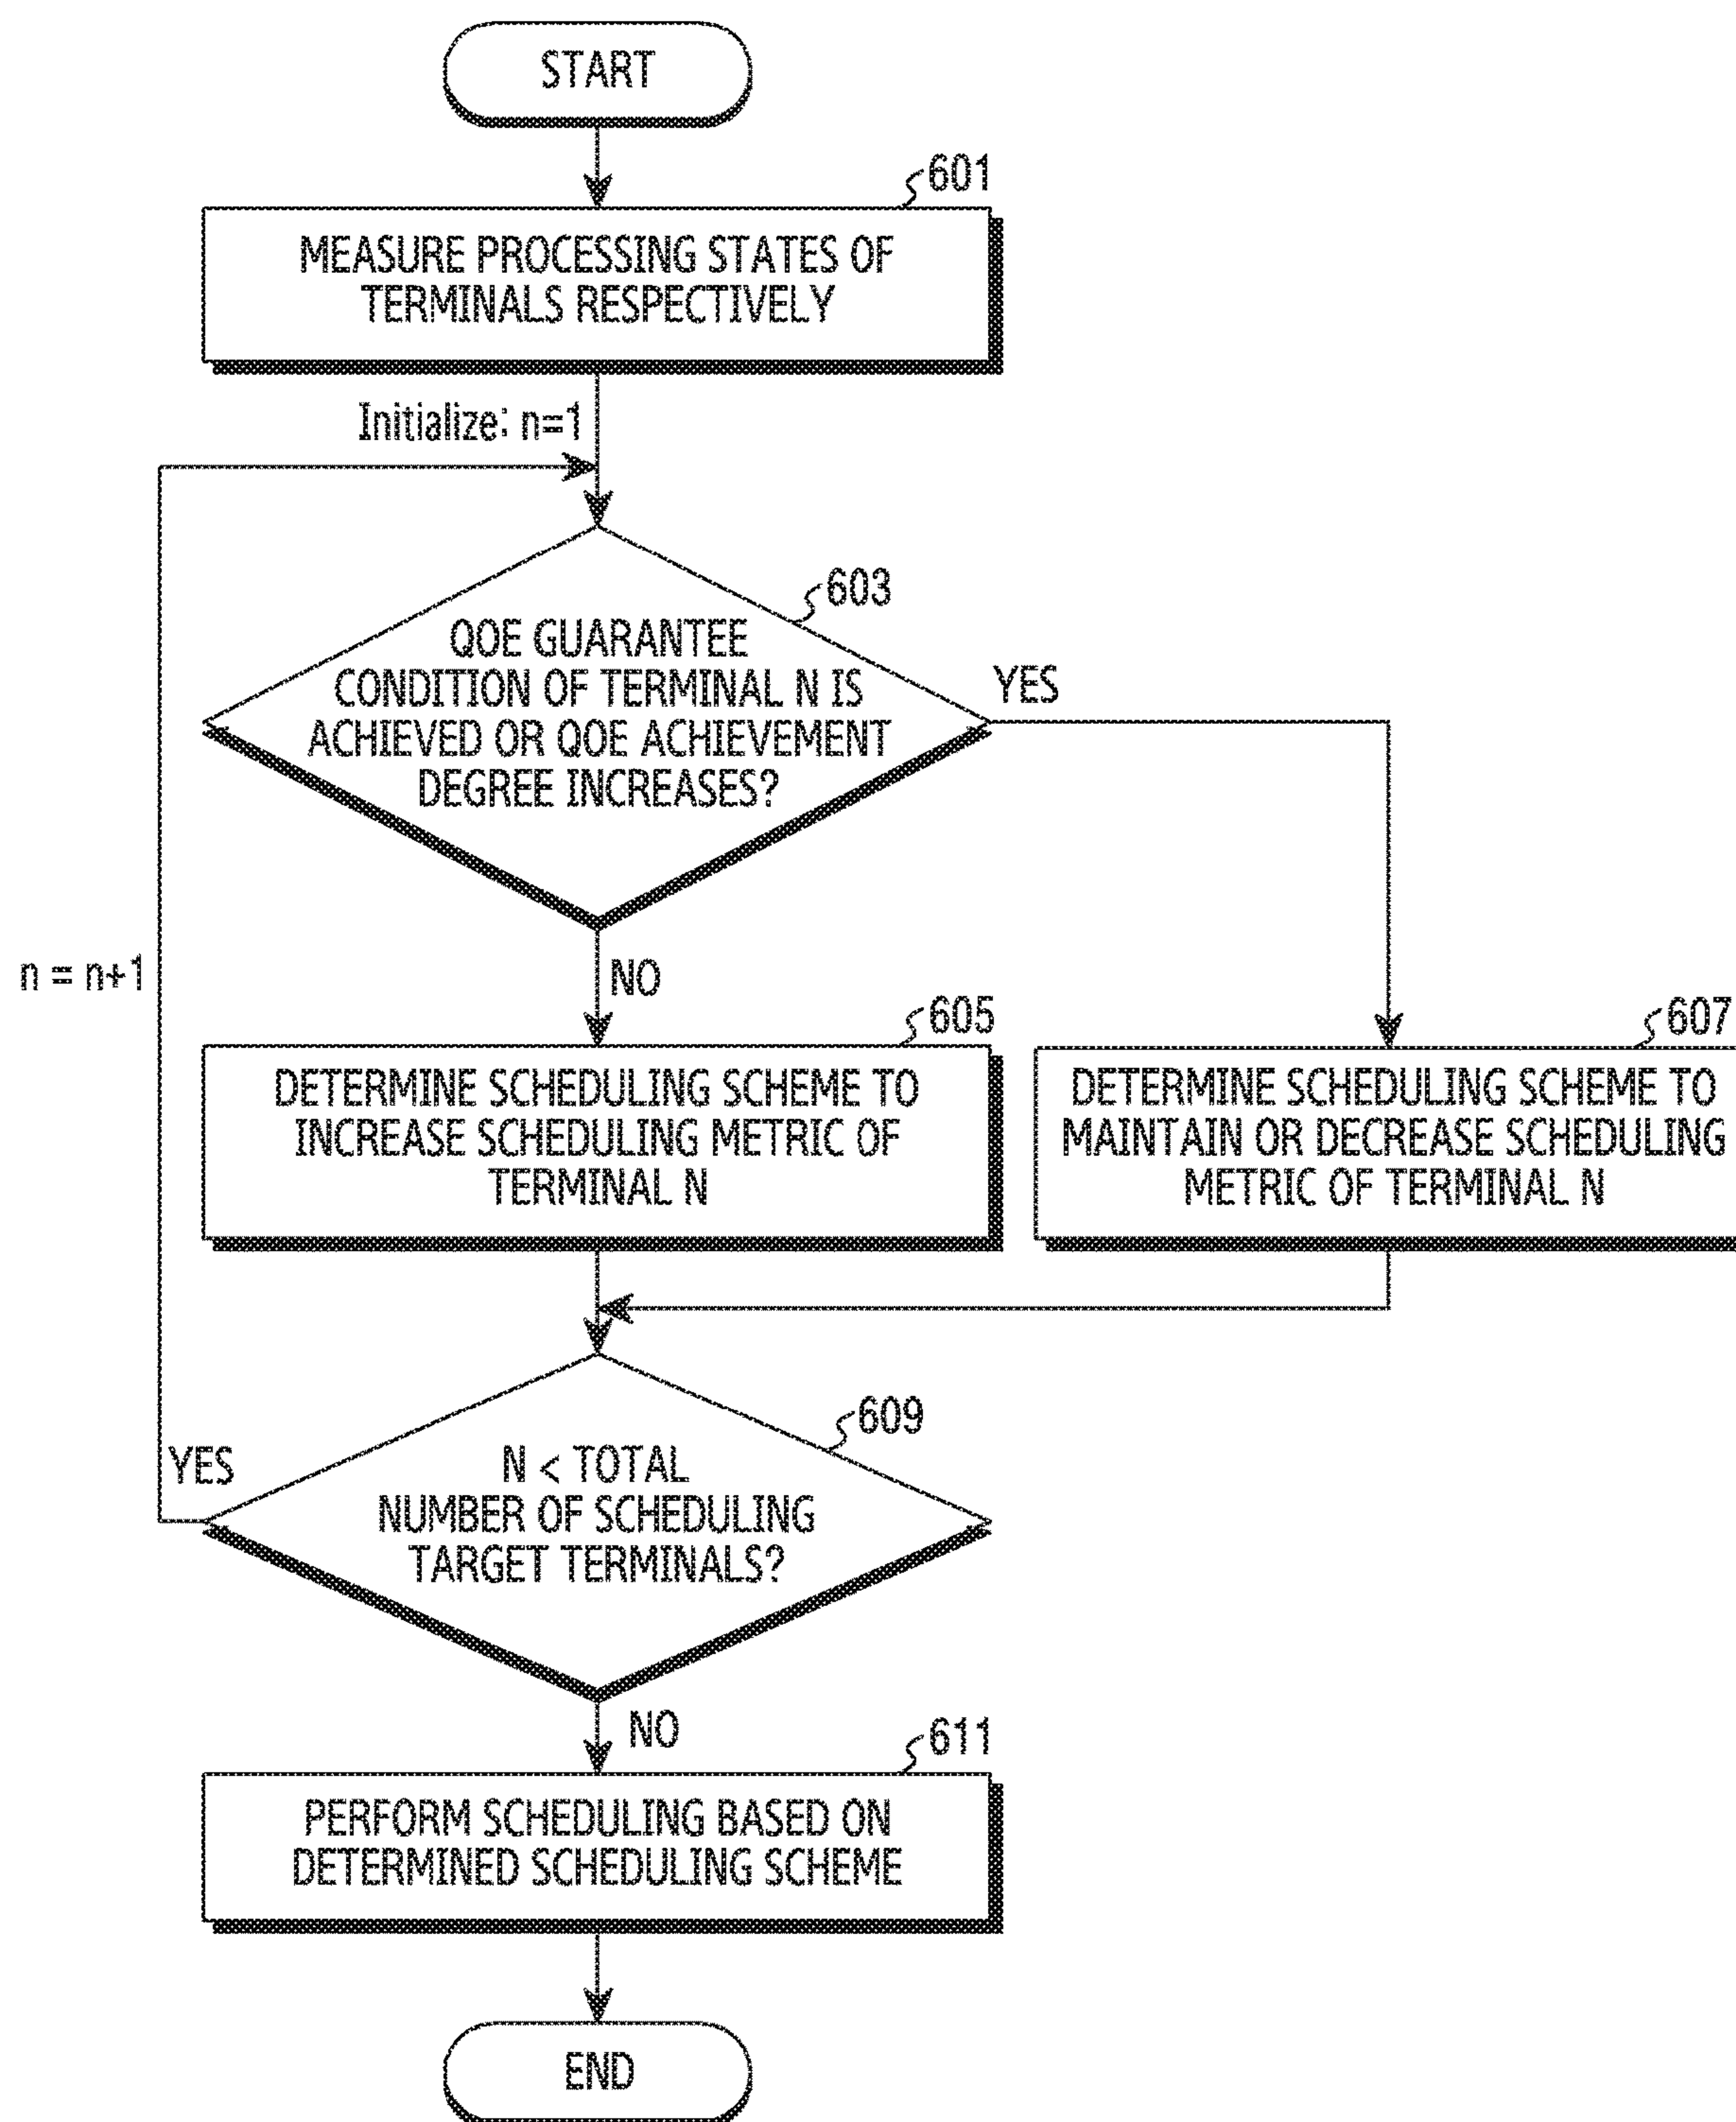 START
601
MEASURE PROCESSING STATES OF
TERMINALS RESPECTIVELY
Initialize: n=1
603
QOE GUARANTEE
CONDITION OF TERMINAL N IS
ACHIEVED OR QOE ACHIEVEMENT
DEGREE INCREASES?
YES
n = n+1
NO
605
DETERMINE SCHEDULING SCHEME TO
INCREASE SCHEDULING METRIC OF
TERMINAL N
607
DETERMINE SCHEDULING SCHEME TO
MAINTAIN OR DECREASE SCHEDULING
METRIC OF TERMINAL N
609
YES
N < TOTAL
NUMBER OF SCHEDULING
TARGET TERMINALS?
NO
611
PERFORM SCHEDULING BASED ON
DETERMINED SCHEDULING SCHEME
END